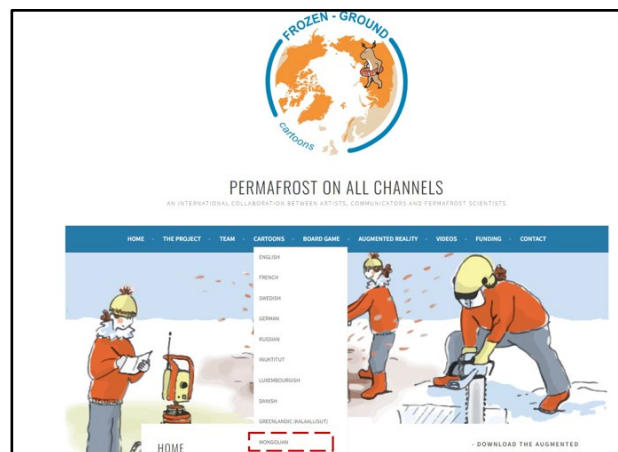 FROZEN - GROUND
cartoons
PERMAFROST ON ALL CHANNELS
AN INTERNATIONAL COLLABORATION BETWEEN ARTISTS, COMMUNICATORS AND PERMAFROST SCIENTISTS
HOME - THE PROJECT - TEAM - CARTOONS - BOARD GAME - AUGMENTED REALITY - VIDEOS - FUNDING - CONTACT
ENGLISH
FRENCH
SWEDISH
GERMAN
RUSSIAN
INUKTITUT
LUXEMBOURGISH
DANISH
GREENLANDIC (KALAALLISUT)
MONGOLIAN
HOME
- DOWNLOAD THE AUGMENTED